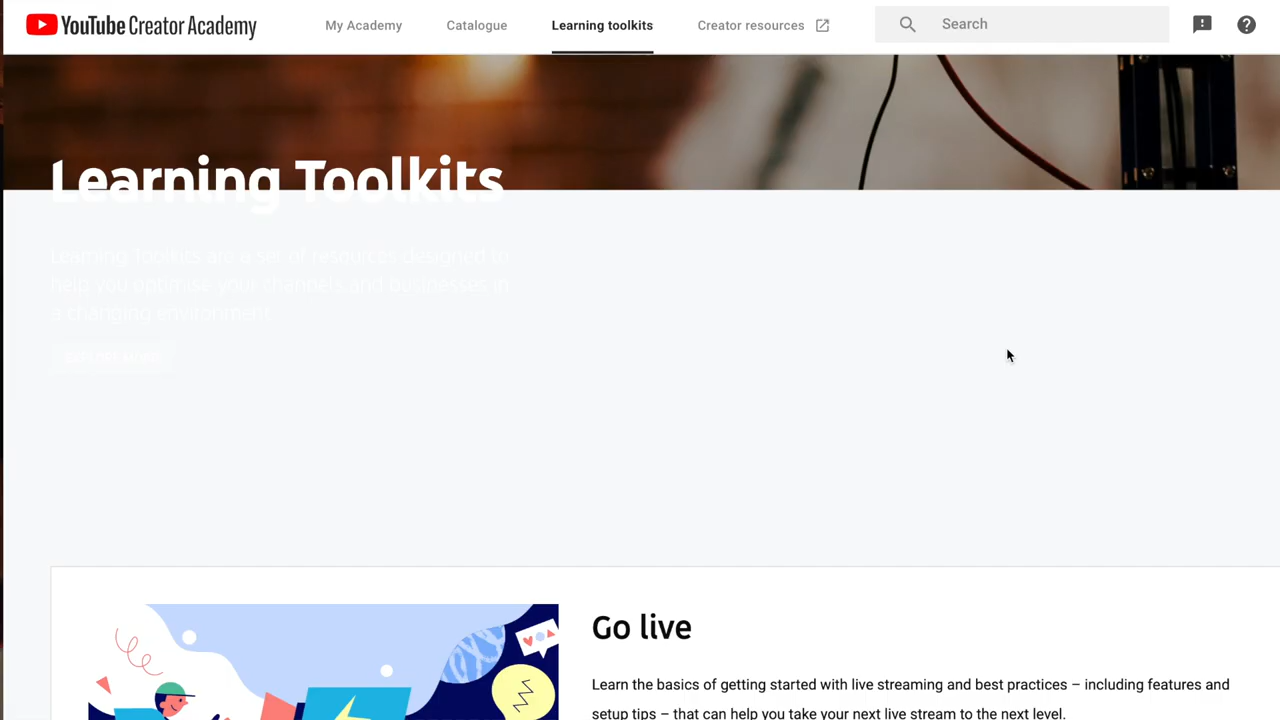 YouTube Creator Academy
My Academy
Catalogue
Learning toolkits
Creator resources
Search
Learning Toolkits
Learning Toolkits are a set of resources designed to
help you optimise your channels and businesses in
a changing environment.
EXPLORE MORE
Go live
Learn the basics of getting started with live streaming and best practices – including features and
setup tips – that can help you take your next live stream to the next level.